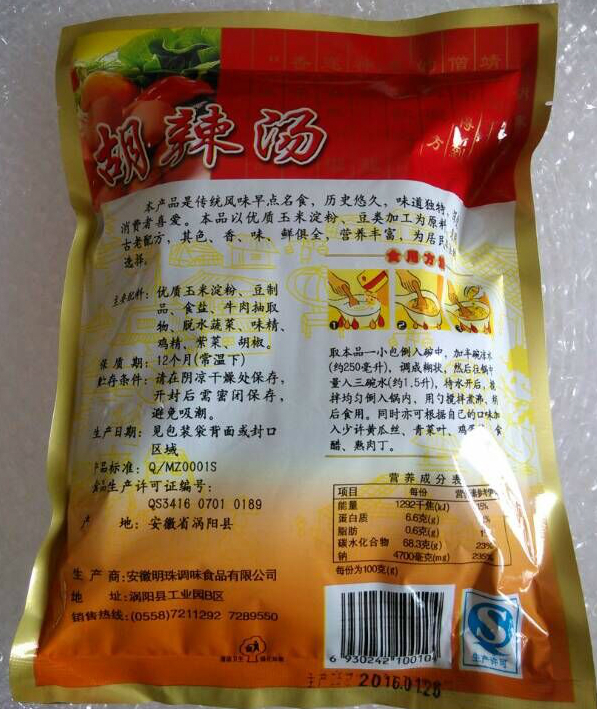 胡辣汤
本产品是传统风味早点名食，历史悠久，味道独特，
消费者喜爱。本品以优质玉米淀粉、豆类加工为原料
古老配方，其色、香、味、鲜俱全，营养丰富，为居民
选择。
主要配料：优质玉米淀粉、豆制
品、食盐、牛肉抽取
物、脱水蔬菜、味精、
鸡精、紫菜、胡椒。
保 质 期：12个月(常温下)
贮存条件：请在阴凉干燥处保存，
开封后需密闭保存，
避免吸潮。
生产日期：见包装袋背面或封口
区域
产品标准：Q/MZ0001S
食品生产许可证编号：
QS3416 0701 0189
产 地：安徽省涡阳县
生 产 商:安徽明珠调味食品有限公司
地 址:涡阳县工业园B区
销售热线:(0558)7211292 7289550
食用方
1 2 3
取本品一小包倒入碗中，加半碗凉水
(约250毫升)，调成糊状，然后往锅中
量入三碗水(约1.5升)，待水开后，
拌均匀倒入锅内、用勺搅拌煮沸、稍
后食用。同时亦可根据自己的口味加
入少许黄瓜丝、青菜叶、鸡 食
醋、熟肉丁。
营养成分表
项目 每份
能量 1292千焦(kJ) 15%
蛋白质 6.6克(g)
脂肪 0.6克(g)
碳水化合物 68.3克(g) 23%
钠 4700毫克(mg) 235%
每份为100克(g)
6 930242 100104
生产许可
2016.01.28